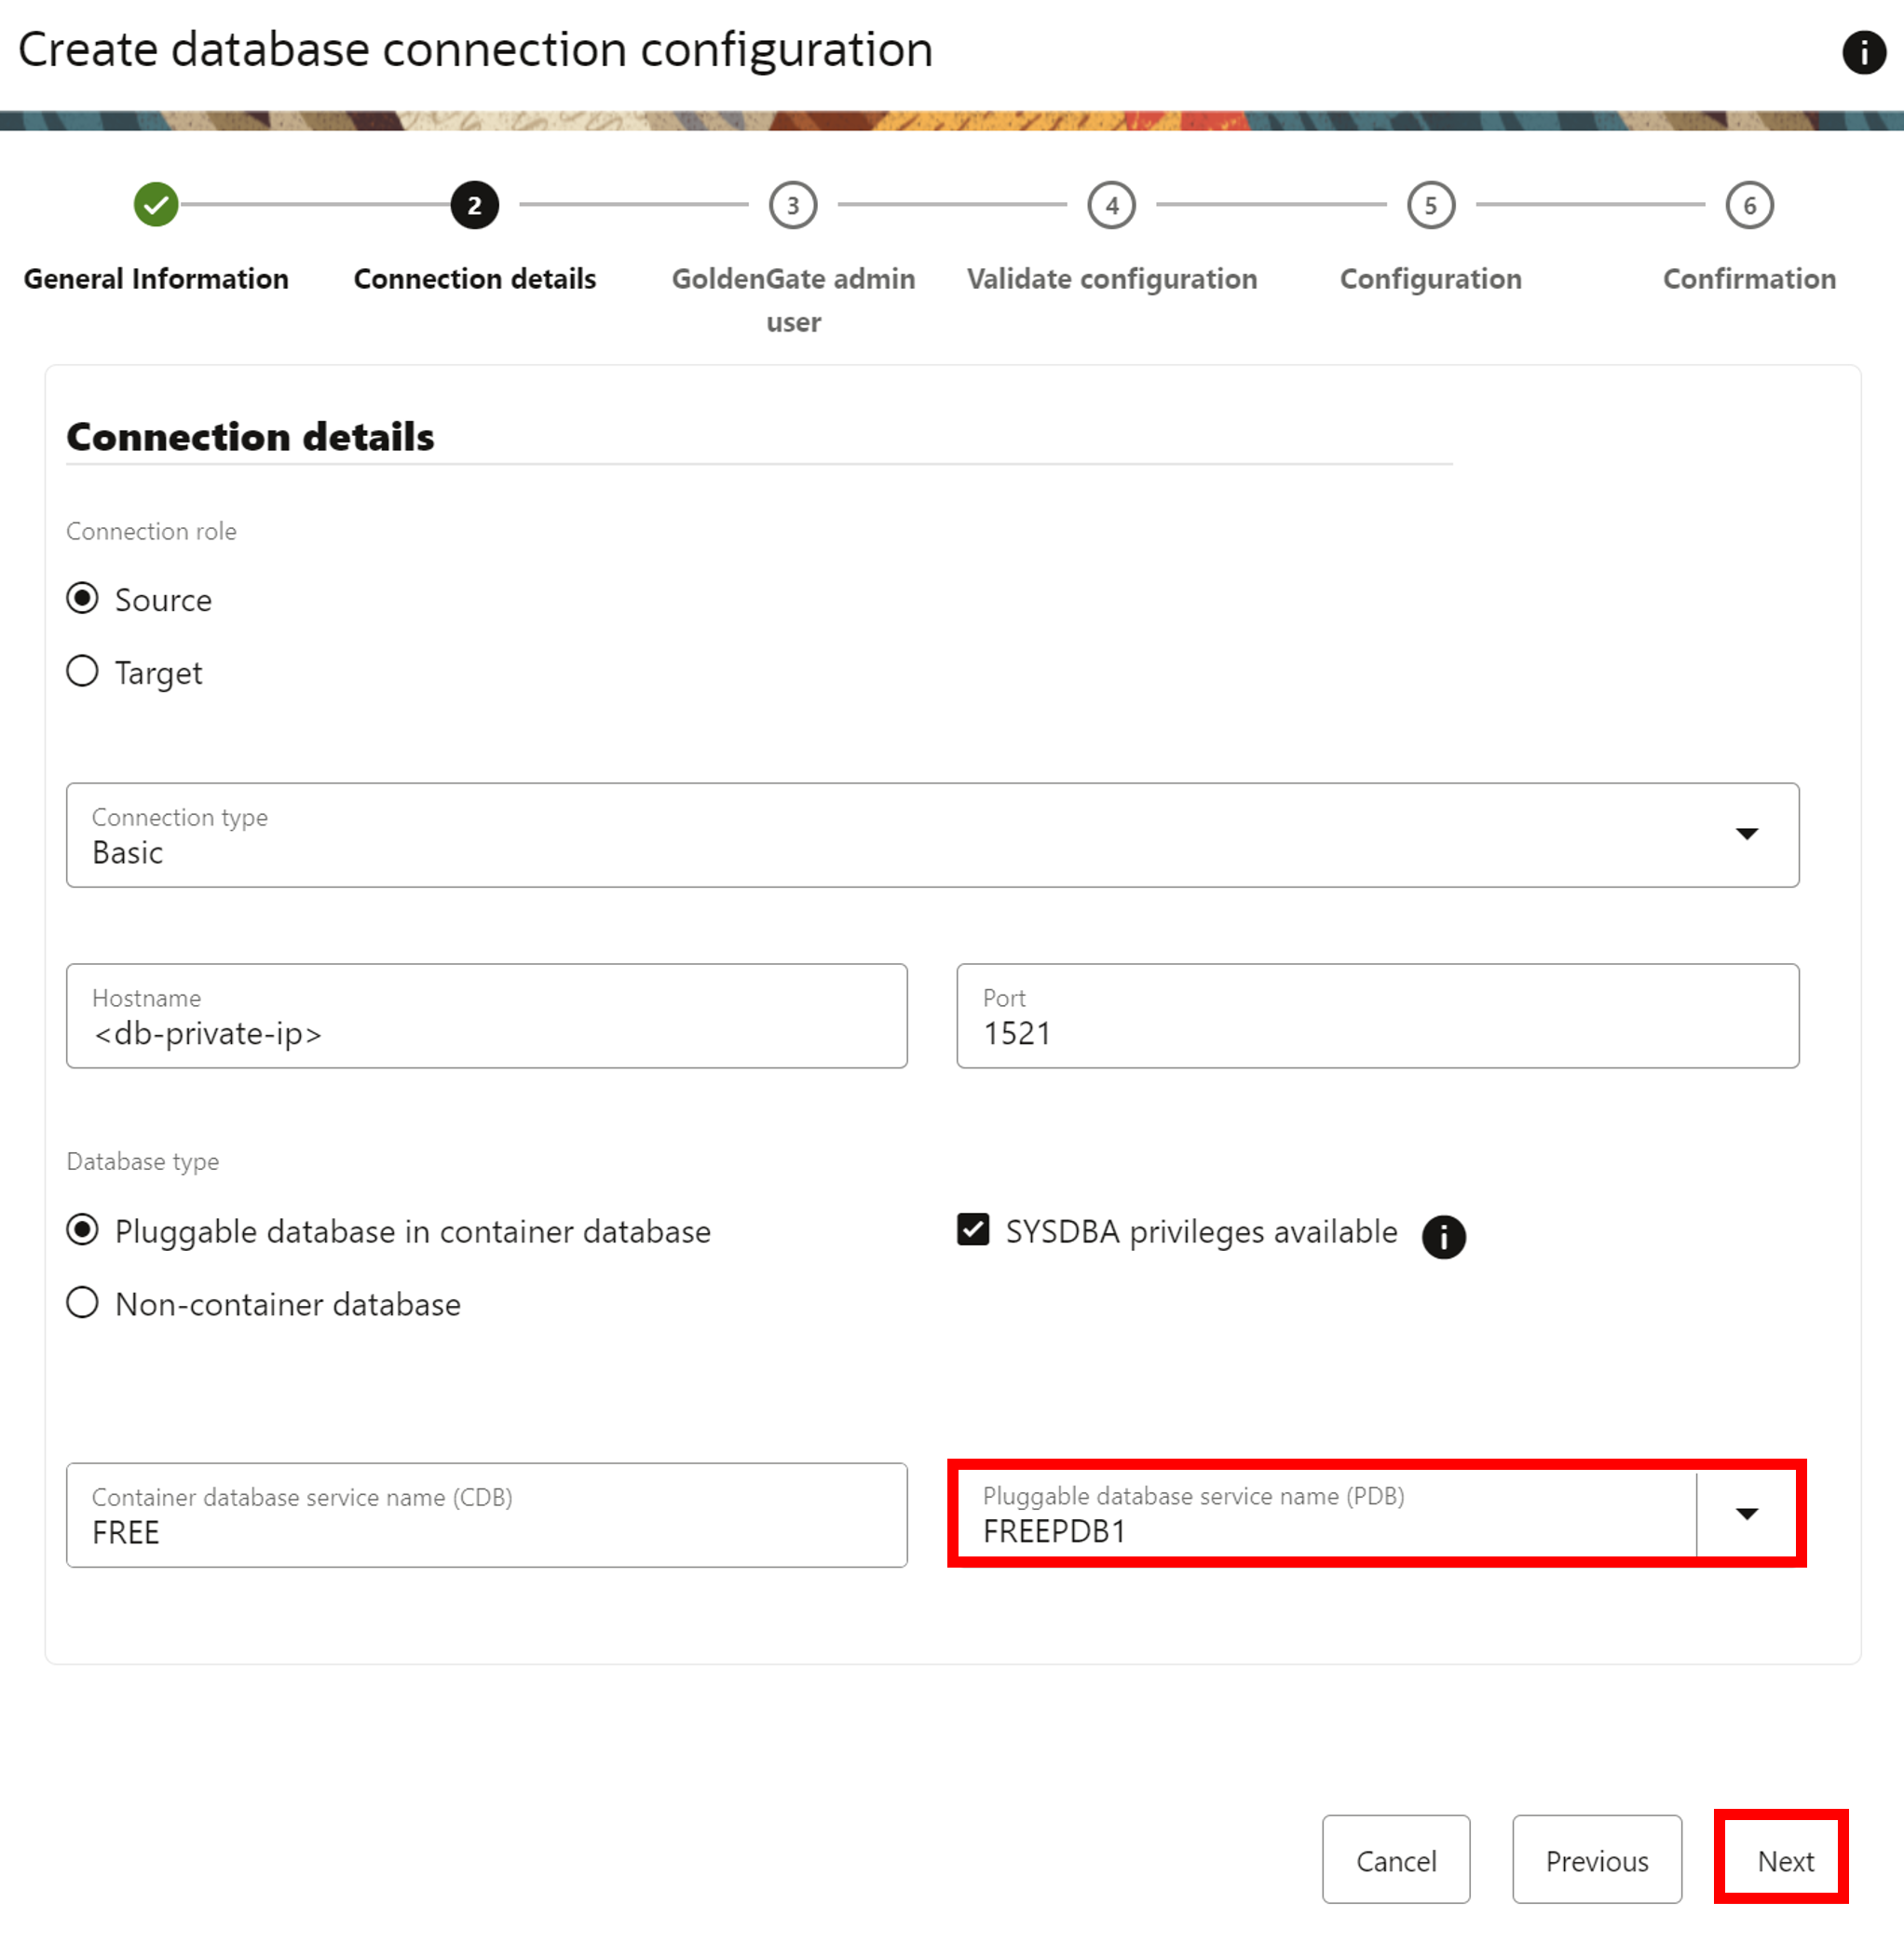 Create database connection configuration
i
2
3
4
5
6
General Information
Connection details
GoldenGate admin
user
Validate configuration
Configuration
Confirmation
Connection details
Connection role
Source
Target
Connection type
Basic
Hostname
<db-private-ip>
Port
1521
Database type
Pluggable database in container database
SYSDBA privileges available
i
Non-container database
Container database service name (CDB)
FREE
Pluggable database service name (PDB)
FREEPDB1
Cancel
Previous
Next